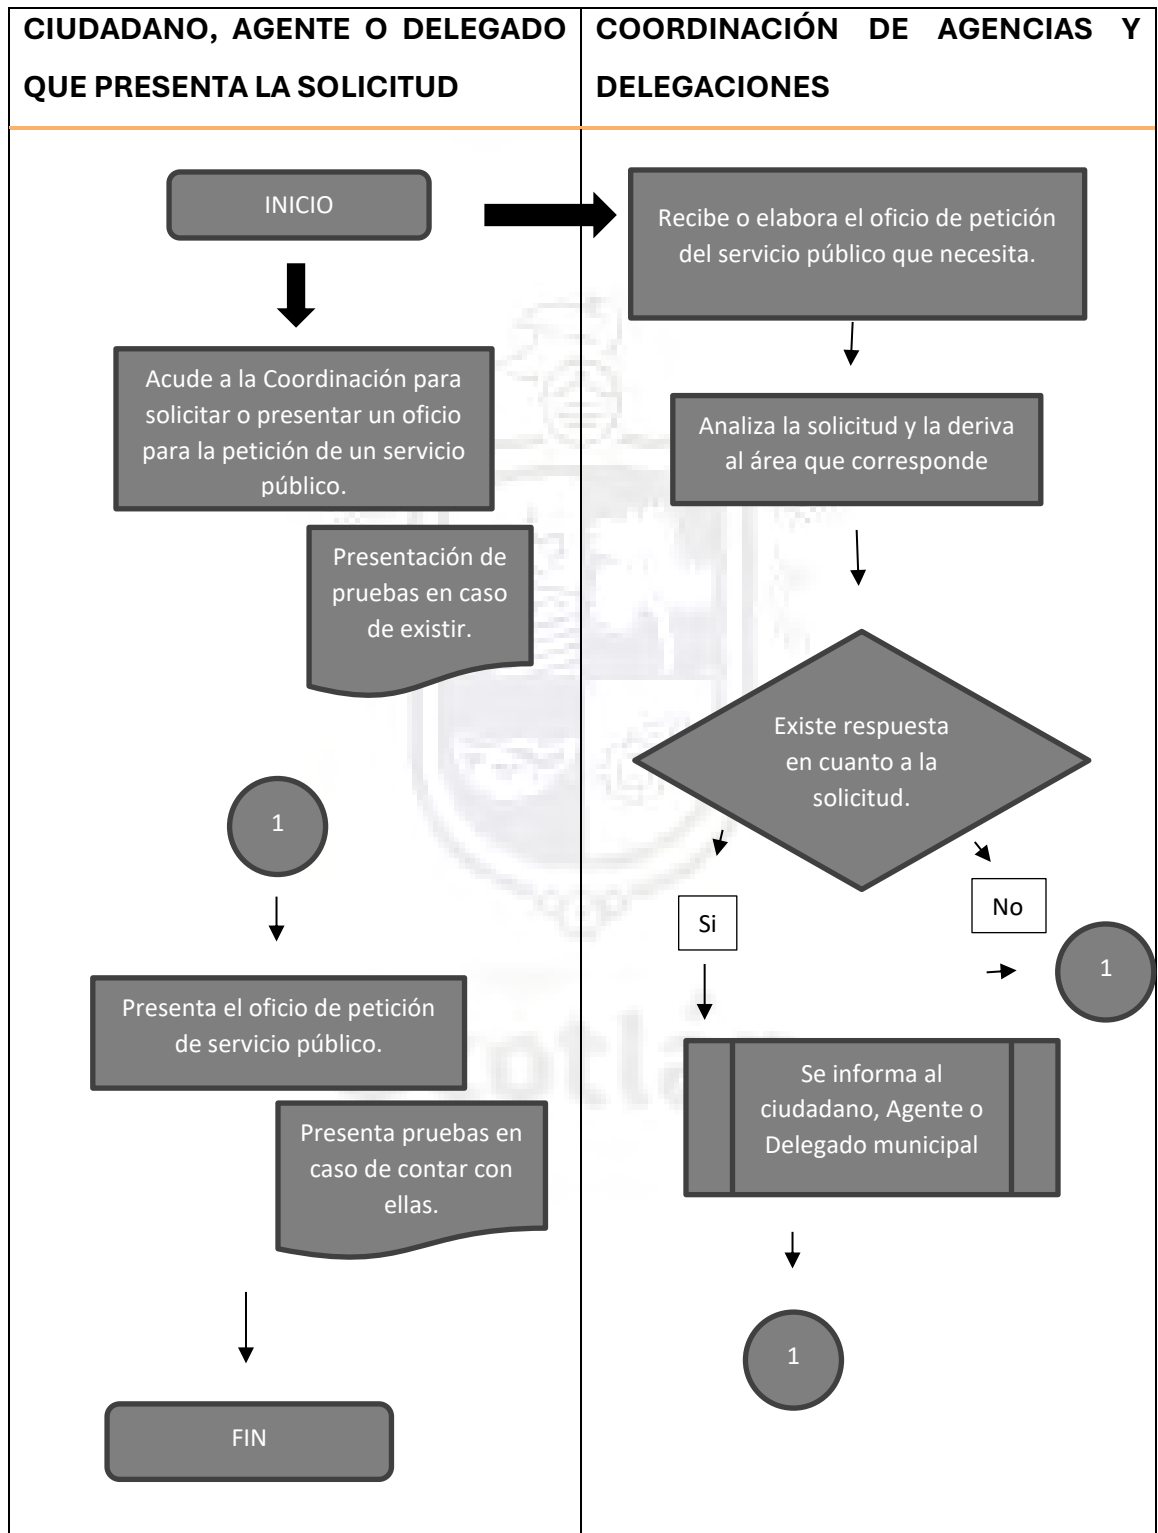 CIUDADANO, AGENTE O DELEGADO
QUE PRESENTA LA SOLICITUD
COORDINACIÓN DE AGENCIAS Y
DELEGACIONES
INICIO
Acude a la Coordinación para
solicitar o presentar un oficio
para la petición de un servicio
público.
Presentación de
pruebas en caso
de existir.
1
Presenta el oficio de petición
de servicio público.
Presenta pruebas en
caso de contar con
ellas.
FIN
Recibe o elabora el oficio de petición
del servicio público que necesita.
Analiza la solicitud y la deriva
al área que corresponde
Existe respuesta
en cuanto a la
solicitud.
Si
No
1
Se informa al
ciudadano, Agente o
Delegado municipal
1